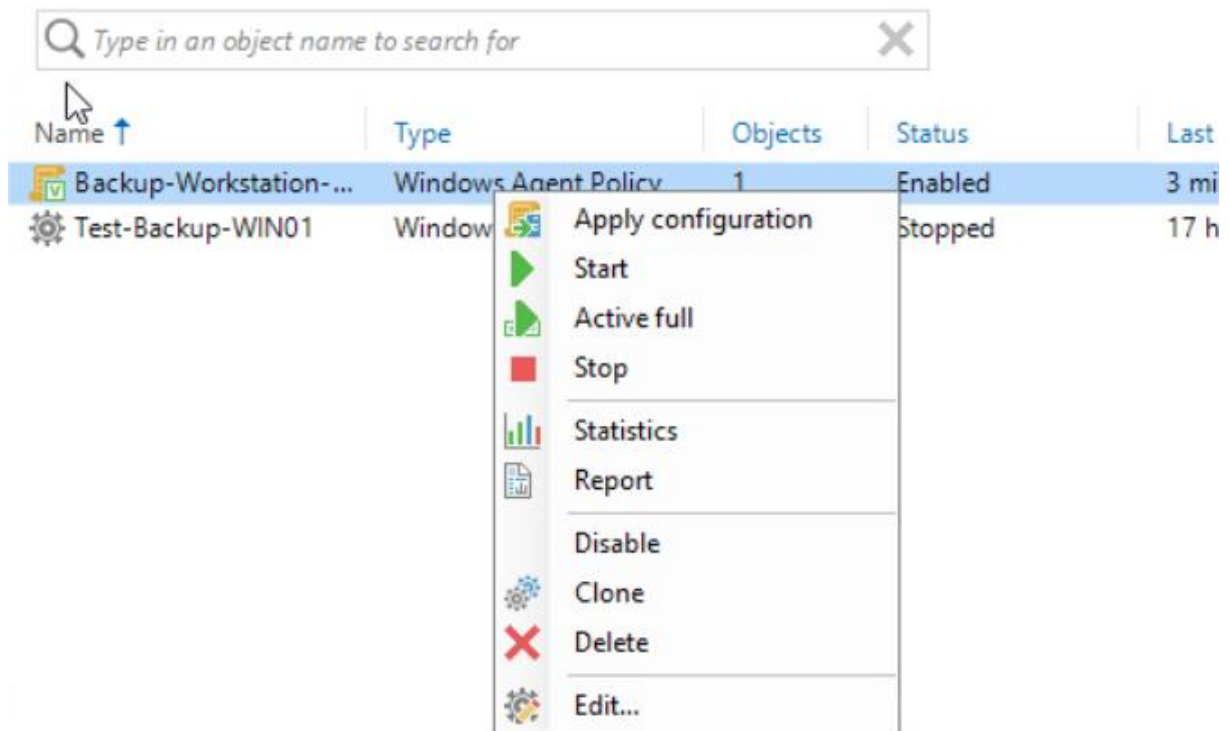 Type in an object name to search for
Name Type Objects Status Last
Backup-Workstation-... Windows Agent Policy 1 Enabled 3 mi
Test-Backup-WIN01 Window Stopped 17 h
Apply configuration
Start
Active full
Stop
Statistics
Report
Disable
Clone
Delete
Edit...